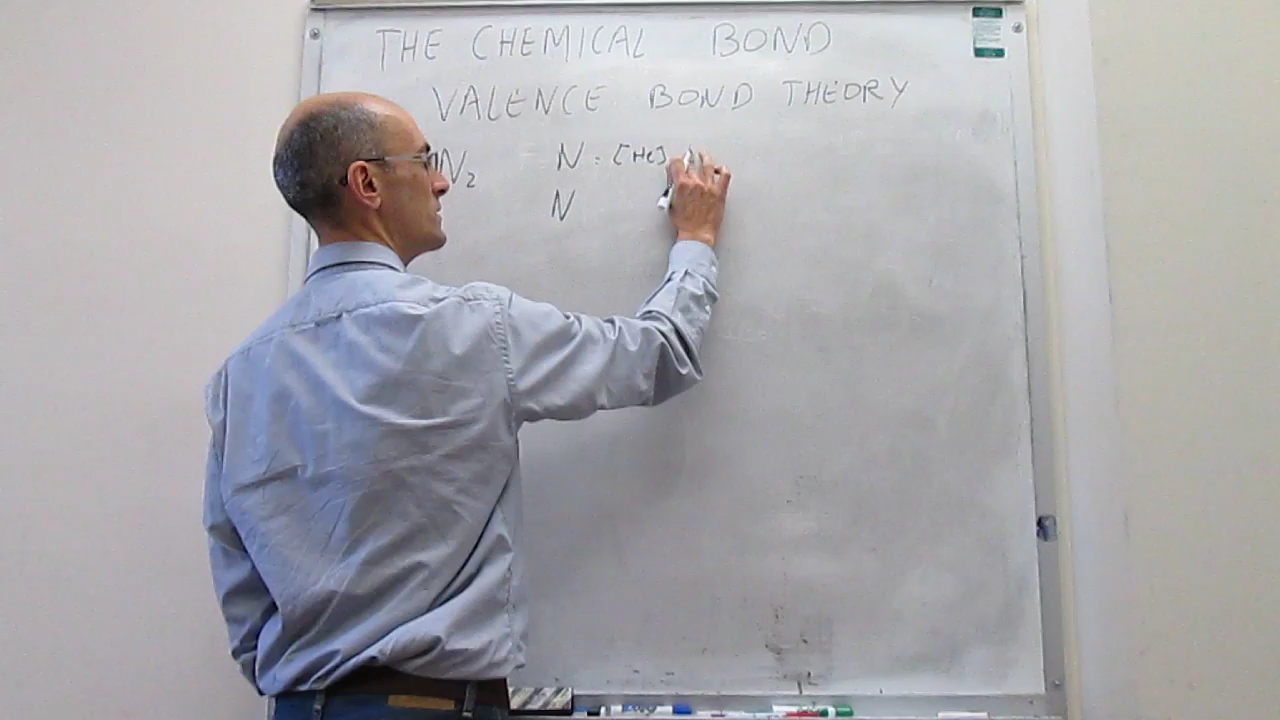 THE CHEMICAL BOND
VALENCE BOND THEORY
N₂ N : [He]
N